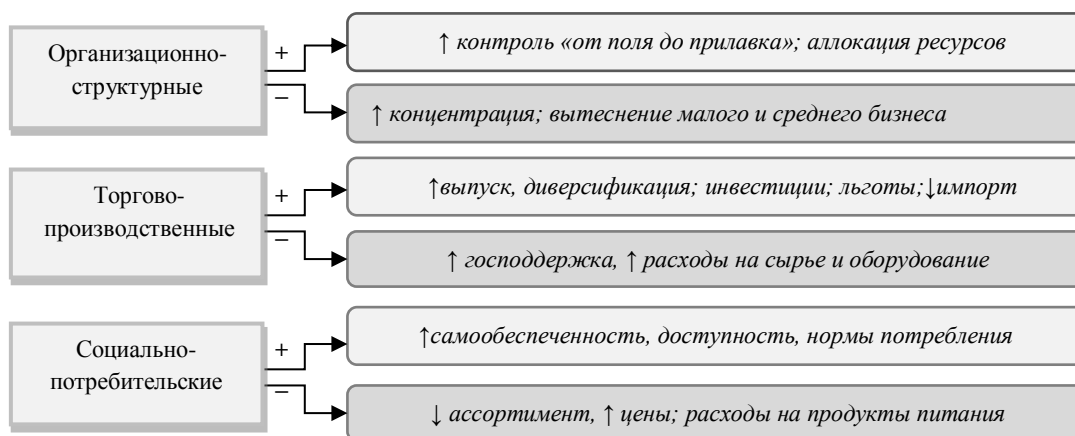 Организационно-
структурные
+
–
↑ контроль «от поля до прилавка»; аллокация ресурсов
↑ концентрация; вытеснение малого и среднего бизнеса
Торгово-
производственные
+
–
↑выпуск, диверсификация; инвестиции; льготы;↓импорт
↑ господдержка, ↑ расходы на сырье и оборудование
Социально-
потребительские
+
–
↑самообеспеченность, доступность, нормы потребления
↓ ассортимент, ↑ цены; расходы на продукты питания